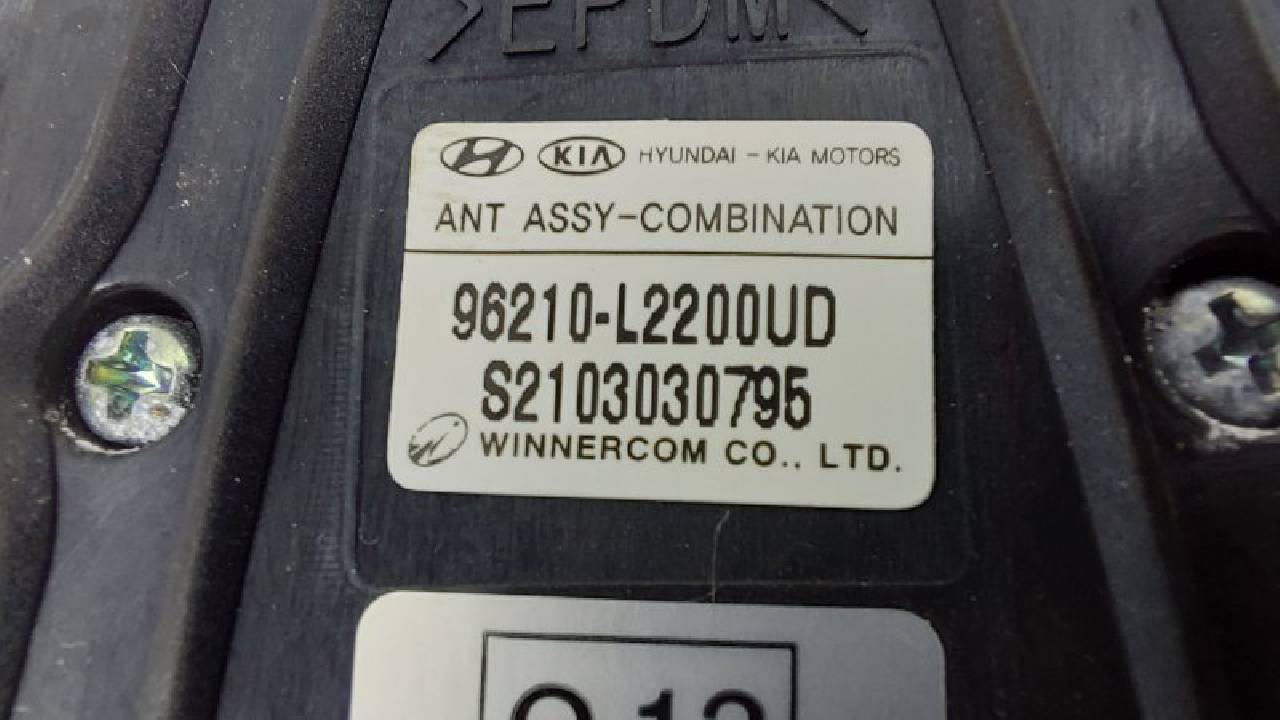 >EPDM<
KIA HYUNDAI - KIA MOTORS
ANT ASSY-COMBINATION
96210-L2200UD
S2103030795
WINNERCOM CO., LTD.